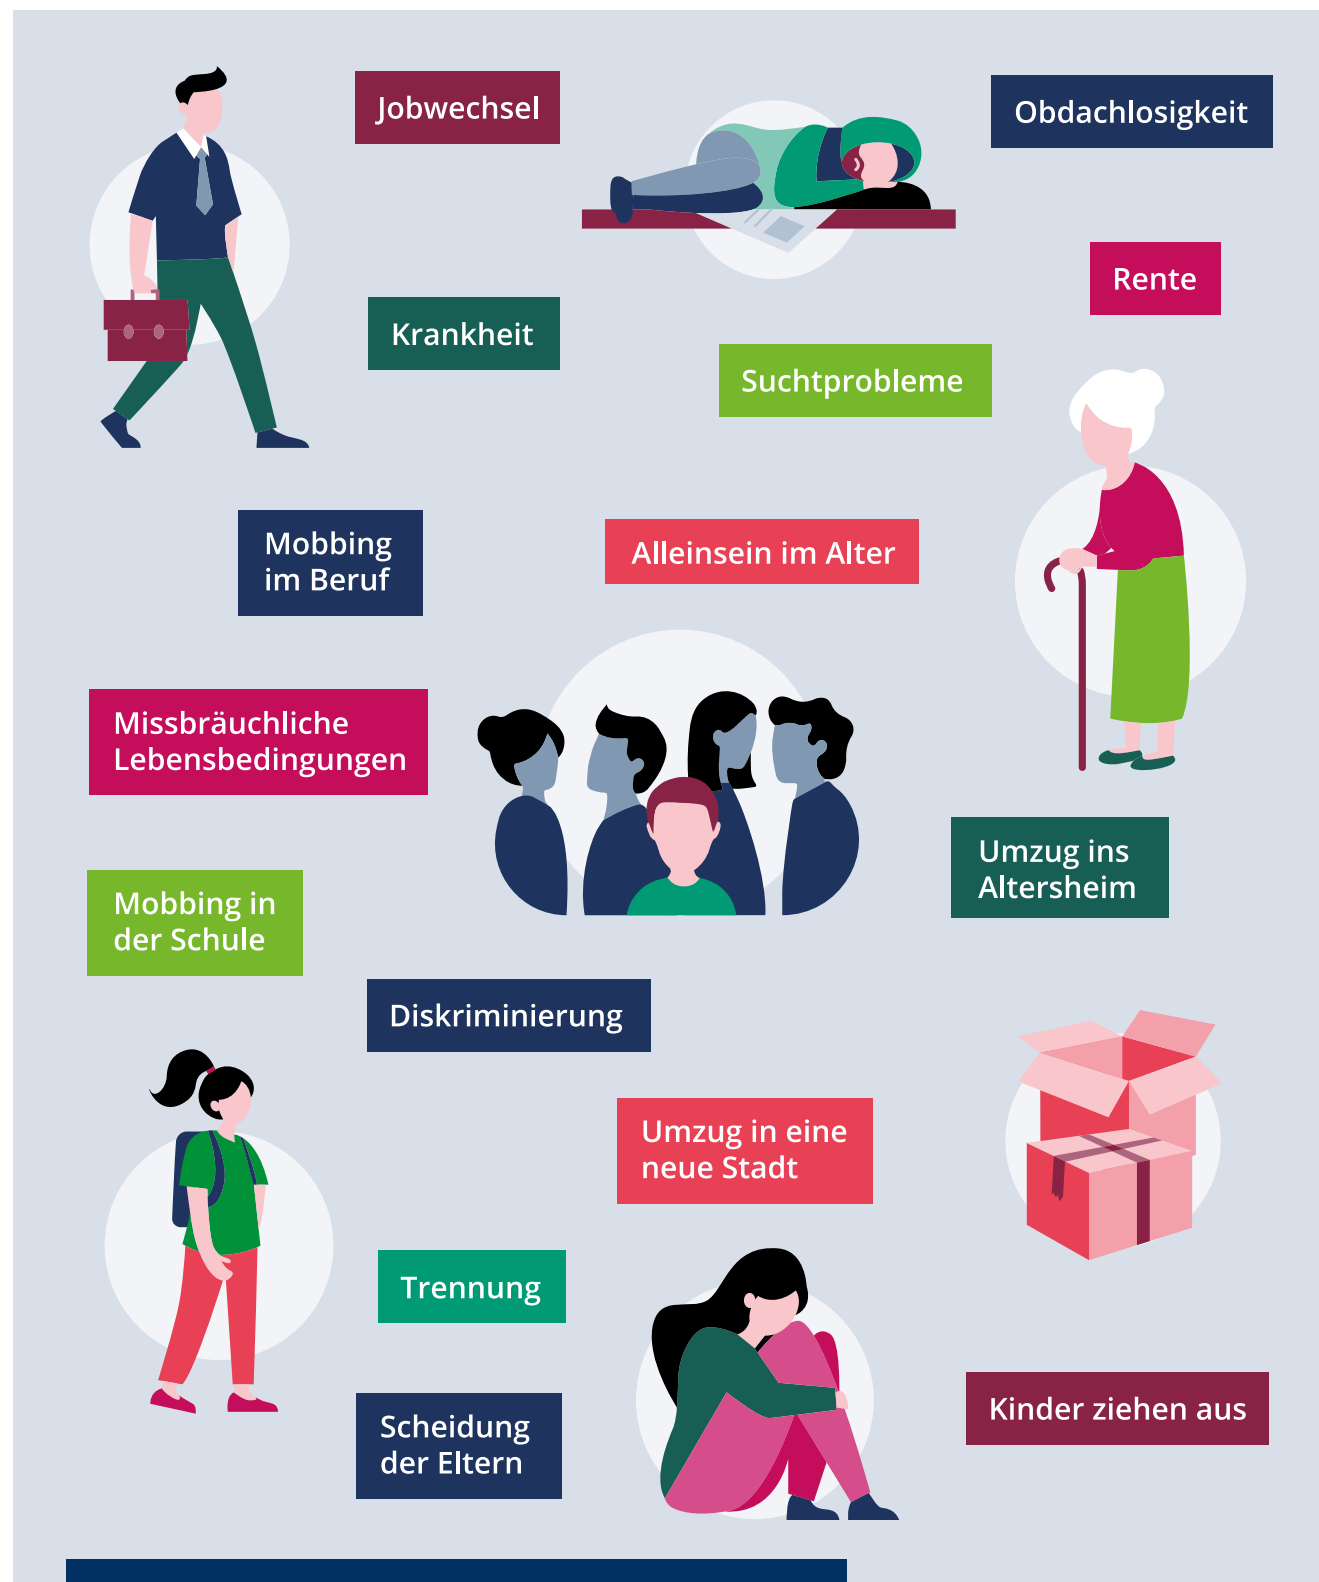 Jobwechsel
Obdachlosigkeit
Rente
Krankheit
Suchtprobleme
Mobbing
im Beruf
Alleinsein im Alter
Missbräuchliche
Lebensbedingungen
Umzug ins
Altersheim
Mobbing in
der Schule
Diskriminierung
Umzug in eine
neue Stadt
Trennung
Kinder ziehen aus
Scheidung
der Eltern